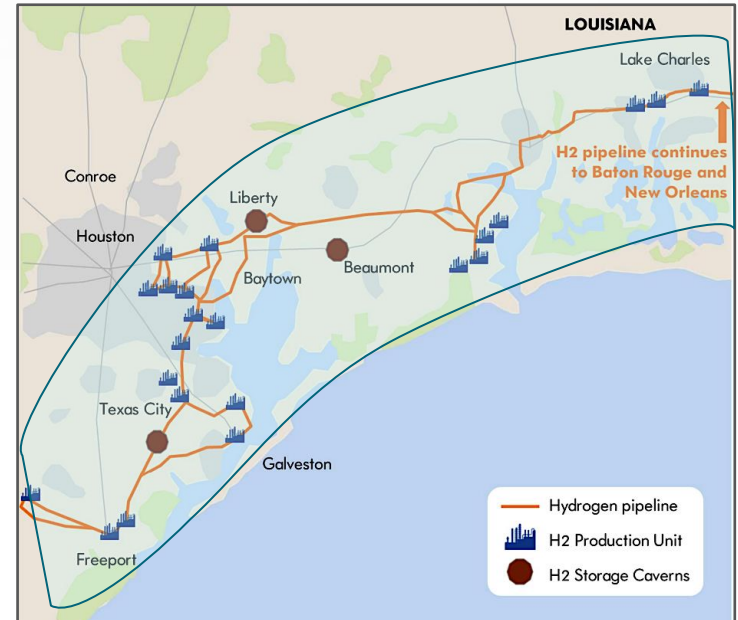 LOUISIANA
Lake Charles
H2 pipeline continues
to Baton Rouge and
New Orleans
Conroe
Liberty
Houston
Baytown
Beaumont
Texas City
Galveston
Freeport
Hydrogen pipeline
H2 Production Unit
H2 Storage Caverns